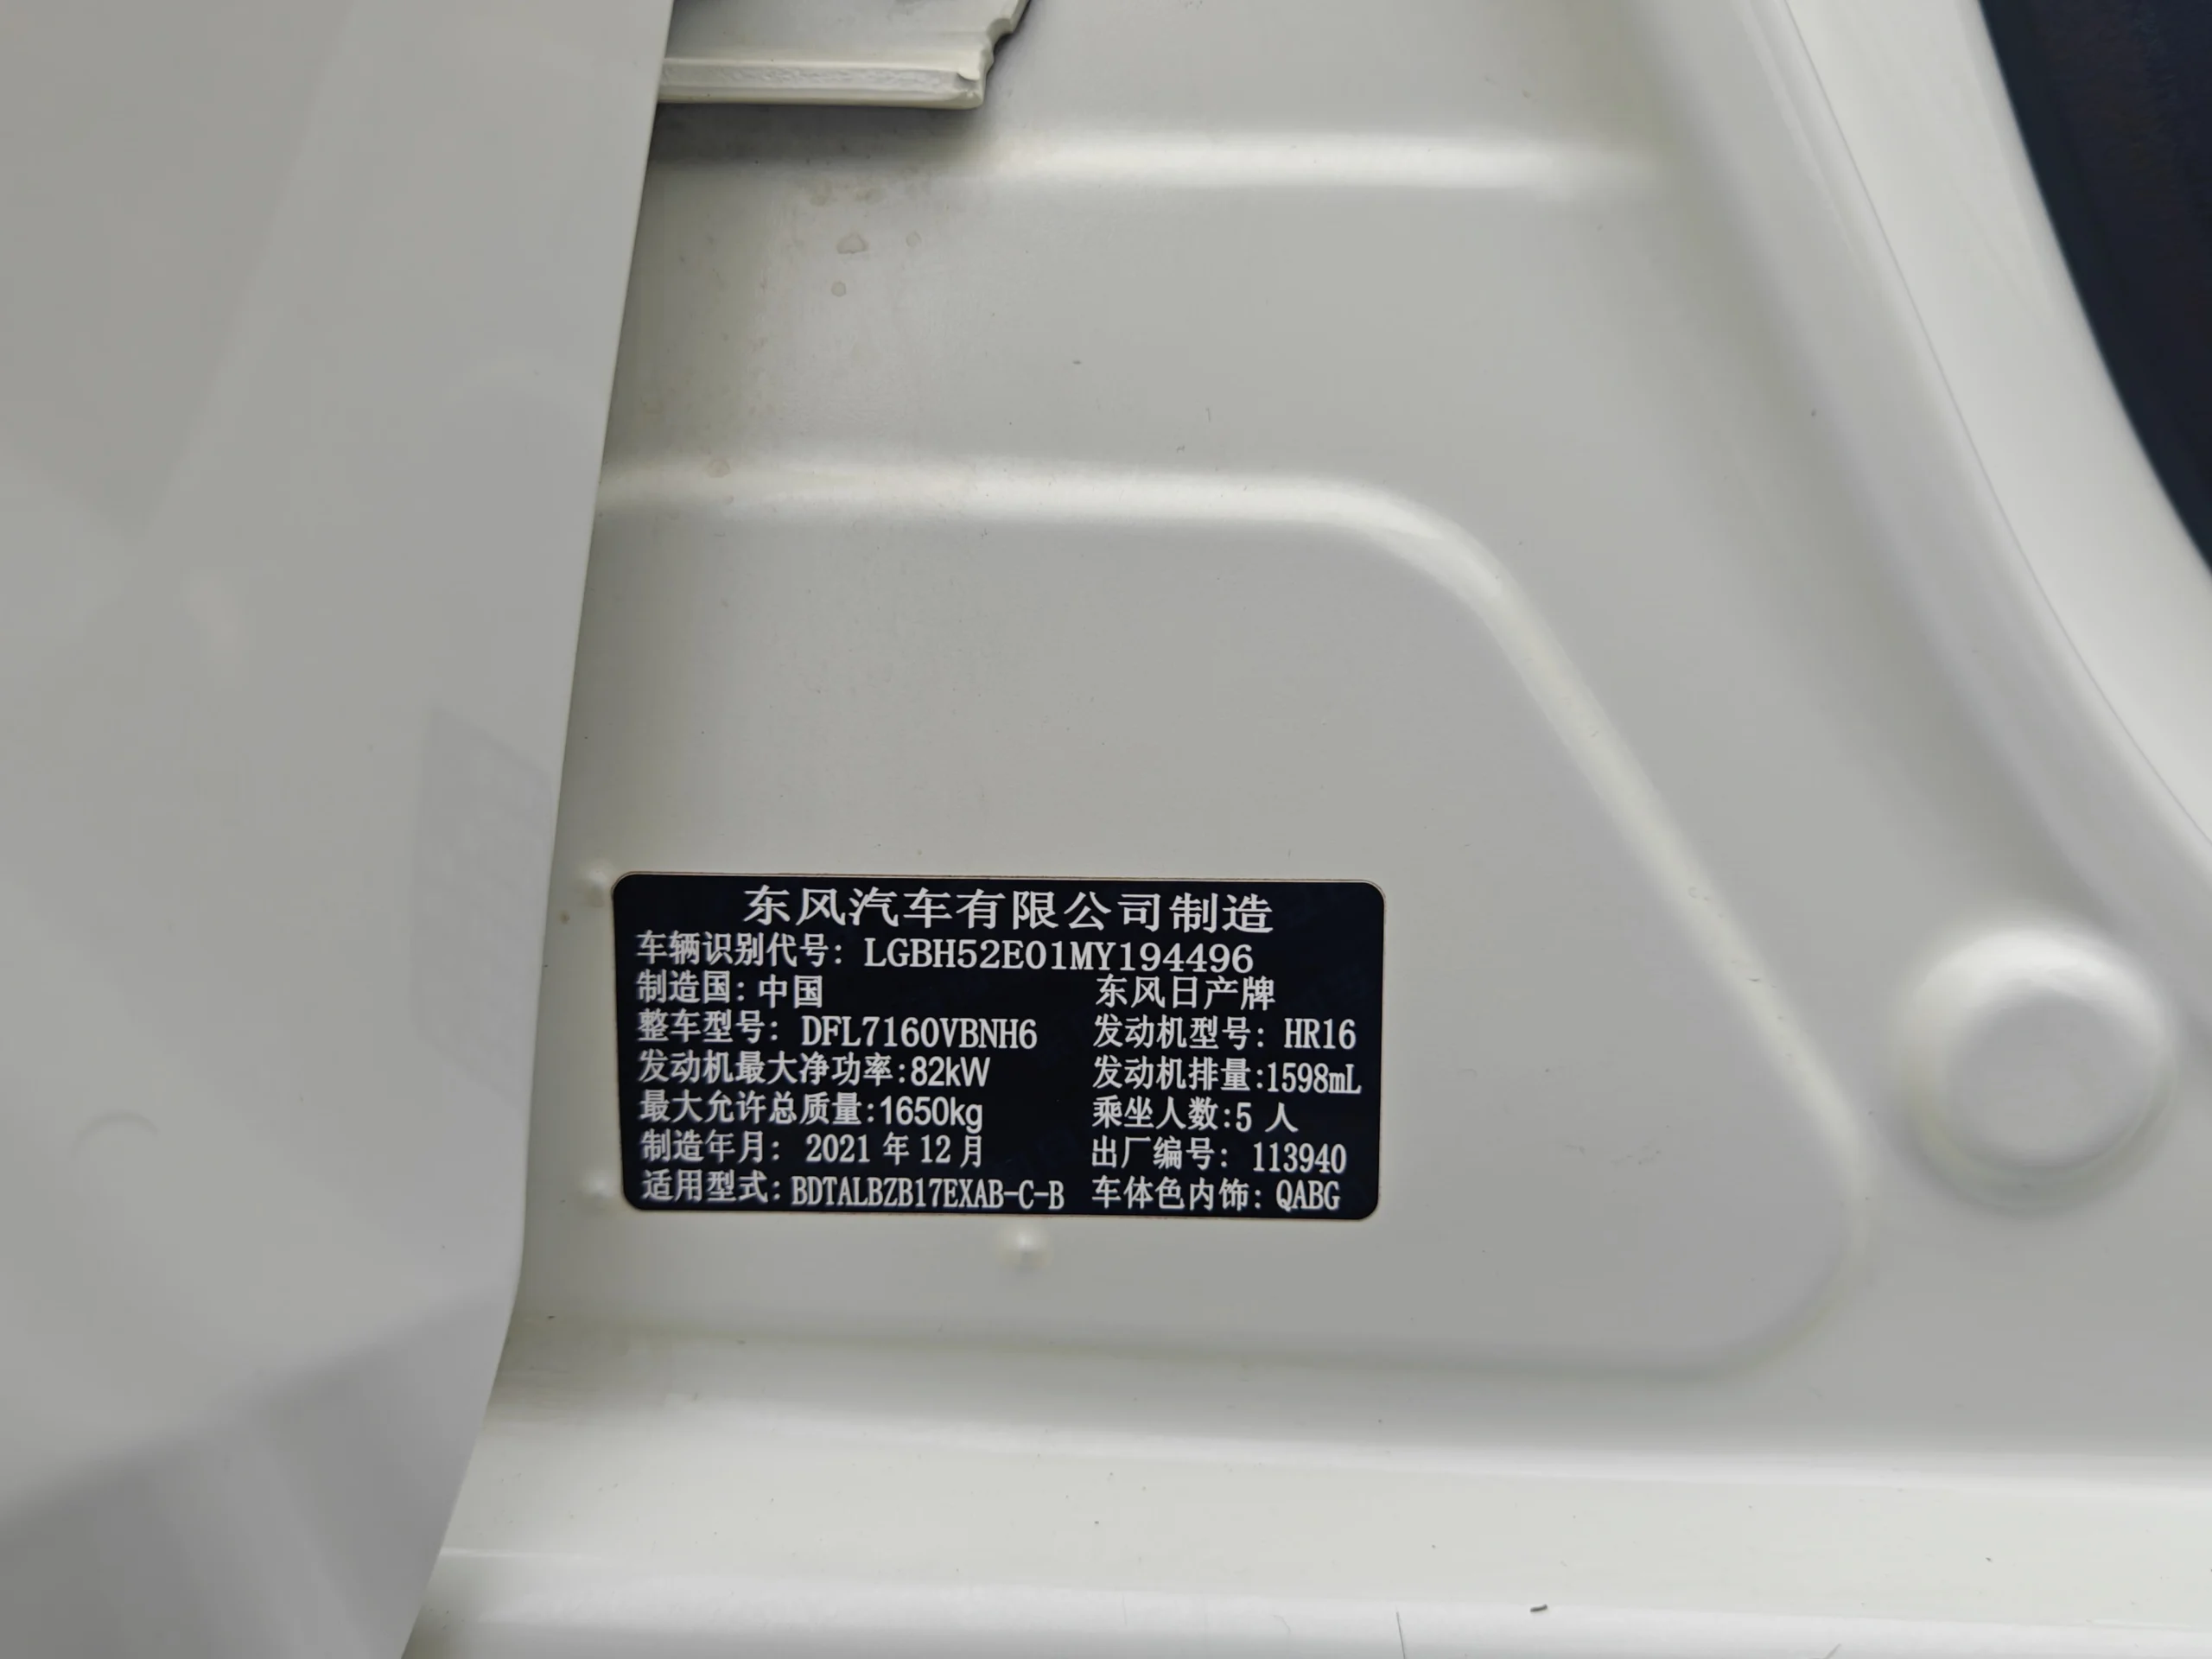 东风汽车有限公司制造
车辆识别代号: LGBH52E01MY194496
制造国: 中国 东风日产牌
整车型号: DFL7160VBNH6 发动机型号: HR16
发动机最大净功率:82kW 发动机排量:1598mL
最大允许总质量:1650kg 乘坐人数:5 人
制造年月: 2021 年 12 月 出厂编号: 113940
适用型式: BDTALBZB17EXAB-C-B 车体色内饰: QABG